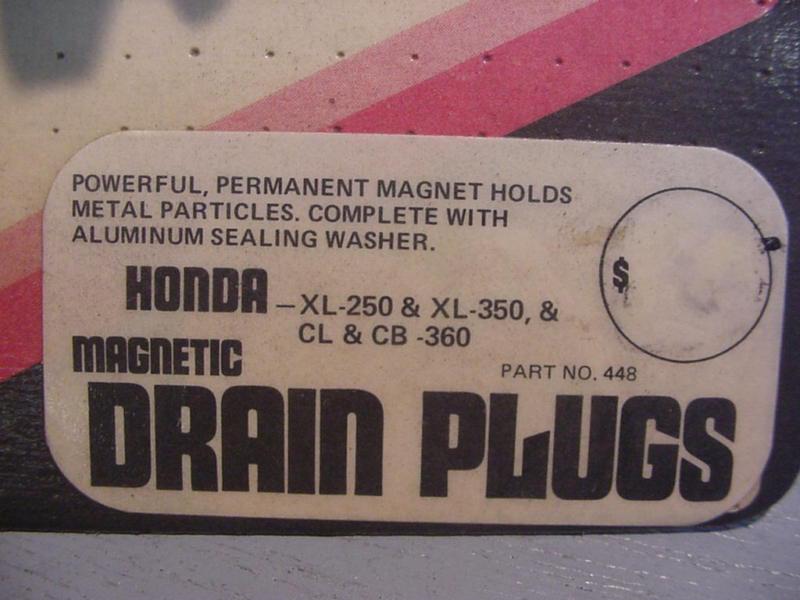 POWERFUL, PERMANENT MAGNET HOLDS
METAL PARTICLES. COMPLETE WITH
ALUMINUM SEALING WASHER.
$
HONDA – XL-250 & XL-350, &
CL & CB -360
MAGNETIC
PART NO. 448
DRAIN PLUGS